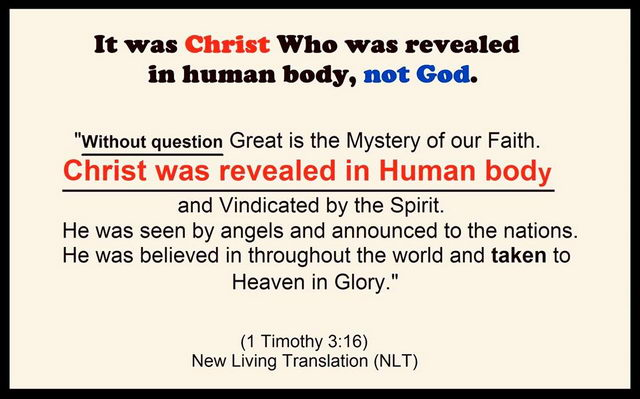 It was Christ Who was revealed
in human body, not God.
"Without question Great is the Mystery of our Faith.
Christ was revealed in Human body
and Vindicated by the Spirit.
He was seen by angels and announced to the nations.
He was believed in throughout the world and taken to
Heaven in Glory."
(1 Timothy 3:16)
New Living Translation (NLT)